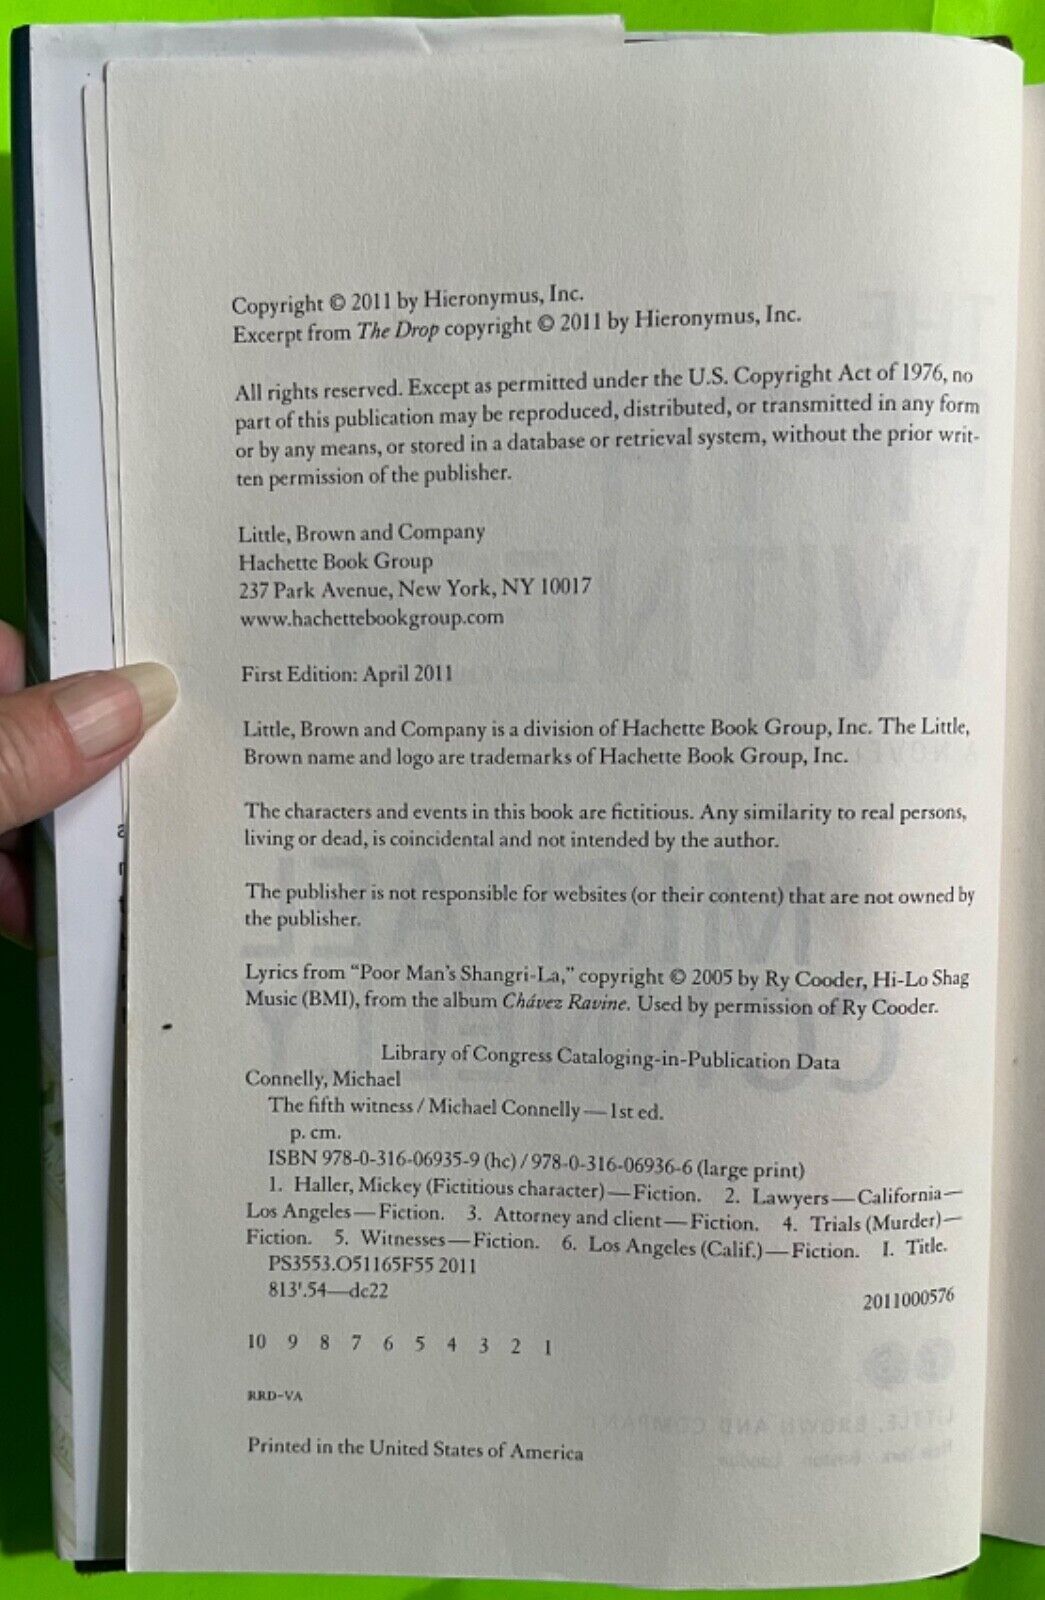 Copyright © 2011 by Hieronymus, Inc.
Excerpt from The Drop copyright © 2011 by Hieronymus, Inc.
All rights reserved. Except as permitted under the U.S. Copyright Act of 1976, no
part of this publication may be reproduced, distributed, or transmitted in any form
or by any means, or stored in a database or retrieval system, without the prior writ-
ten permission of the publisher.
Little, Brown and Company
Hachette Book Group
237 Park Avenue, New York, NY 10017
www.hachettebookgroup.com
First Edition: April 2011
Little, Brown and Company is a division of Hachette Book Group, Inc. The Little,
Brown name and logo are trademarks of Hachette Book Group, Inc.
The characters and events in this book are fictitious. Any similarity to real persons,
living or dead, is coincidental and not intended by the author.
The publisher is not responsible for websites (or their content) that are not owned by
the publisher.
Lyrics from “Poor Man's Shangri-La,” copyright © 2005 by Ry Cooder, Hi-Lo Shag
Music (BMI), from the album Chávez Ravine. Used by permission of Ry Cooder.
Library of Congress Cataloging-in-Publication Data
Connelly, Michael
The fifth witness / Michael Connelly — 1st ed.
p. cm.
ISBN 978-0-316-06935-9 (hc) / 978-0-316-06936-6 (large print)
1. Haller, Mickey (Fictitious character) — Fiction. 2. Lawyers — California —
Los Angeles — Fiction. 3. Attorney and client — Fiction. 4. Trials (Murder) —
Fiction. 5. Witnesses — Fiction. 6. Los Angeles (Calif.) — Fiction. I. Title.
PS3553.O51165F55 2011
813'.54—dc22
2011000576
10 9 8 7 6 5 4 3 2 1
RRD-VA
Printed in the United States of America